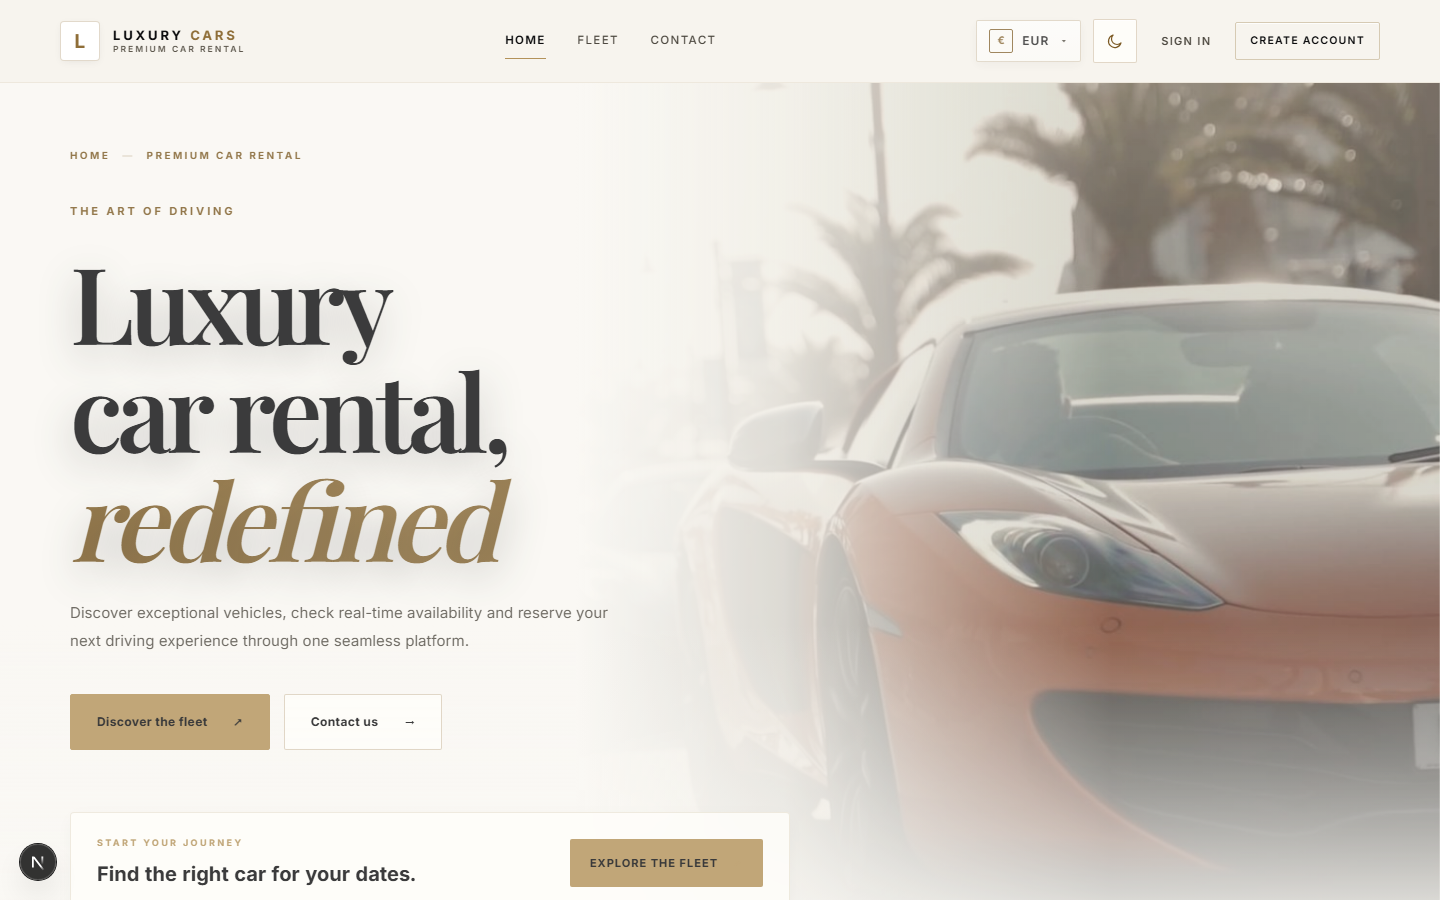 L
LUXURY CARS
PREMIUM CAR RENTAL
HOME
FLEET
CONTACT
€ EUR
SIGN IN
CREATE ACCOUNT
HOME — PREMIUM CAR RENTAL
THE ART OF DRIVING
Luxury
car rental,
redefined
Discover exceptional vehicles, check real-time availability and reserve your
next driving experience through one seamless platform.
Discover the fleet ↗
Contact us →
START YOUR JOURNEY
Find the right car for your dates.
EXPLORE THE FLEET
N